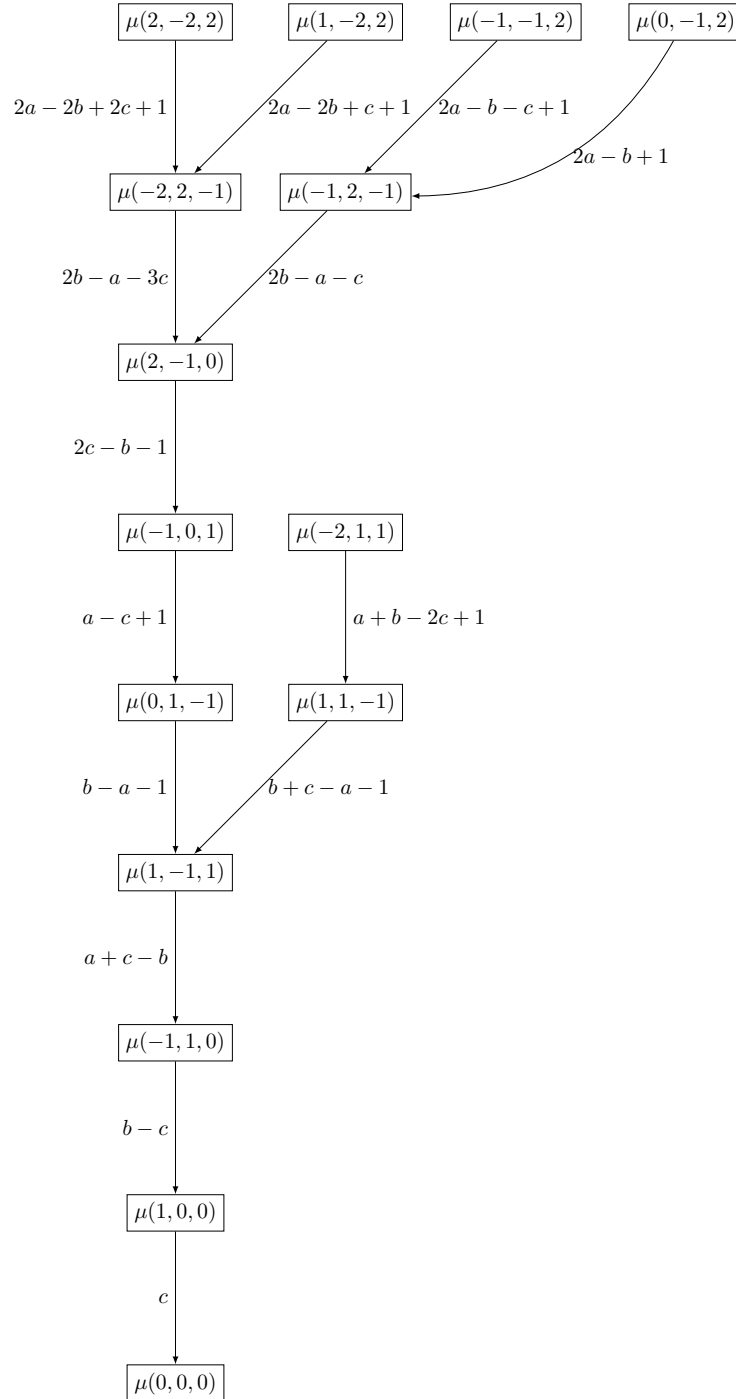 μ(2, −2, 2) μ(1, −2, 2) μ(−1, −1, 2) μ(0, −1, 2)
2a − 2b + 2c + 1 2a − 2b + c + 1 2a − b − c + 1 2a − b + 1
μ(−2, 2, −1) μ(−1, 2, −1)
2b − a − 3c 2b − a − c
μ(2, −1, 0)
2c − b − 1
μ(−1, 0, 1) μ(−2, 1, 1)
a − c + 1 a + b − 2c + 1
μ(0, 1, −1) μ(1, 1, −1)
b − a − 1 b + c − a − 1
μ(1, −1, 1)
a + c − b
μ(−1, 1, 0)
b − c
μ(1, 0, 0)
c
μ(0, 0, 0)